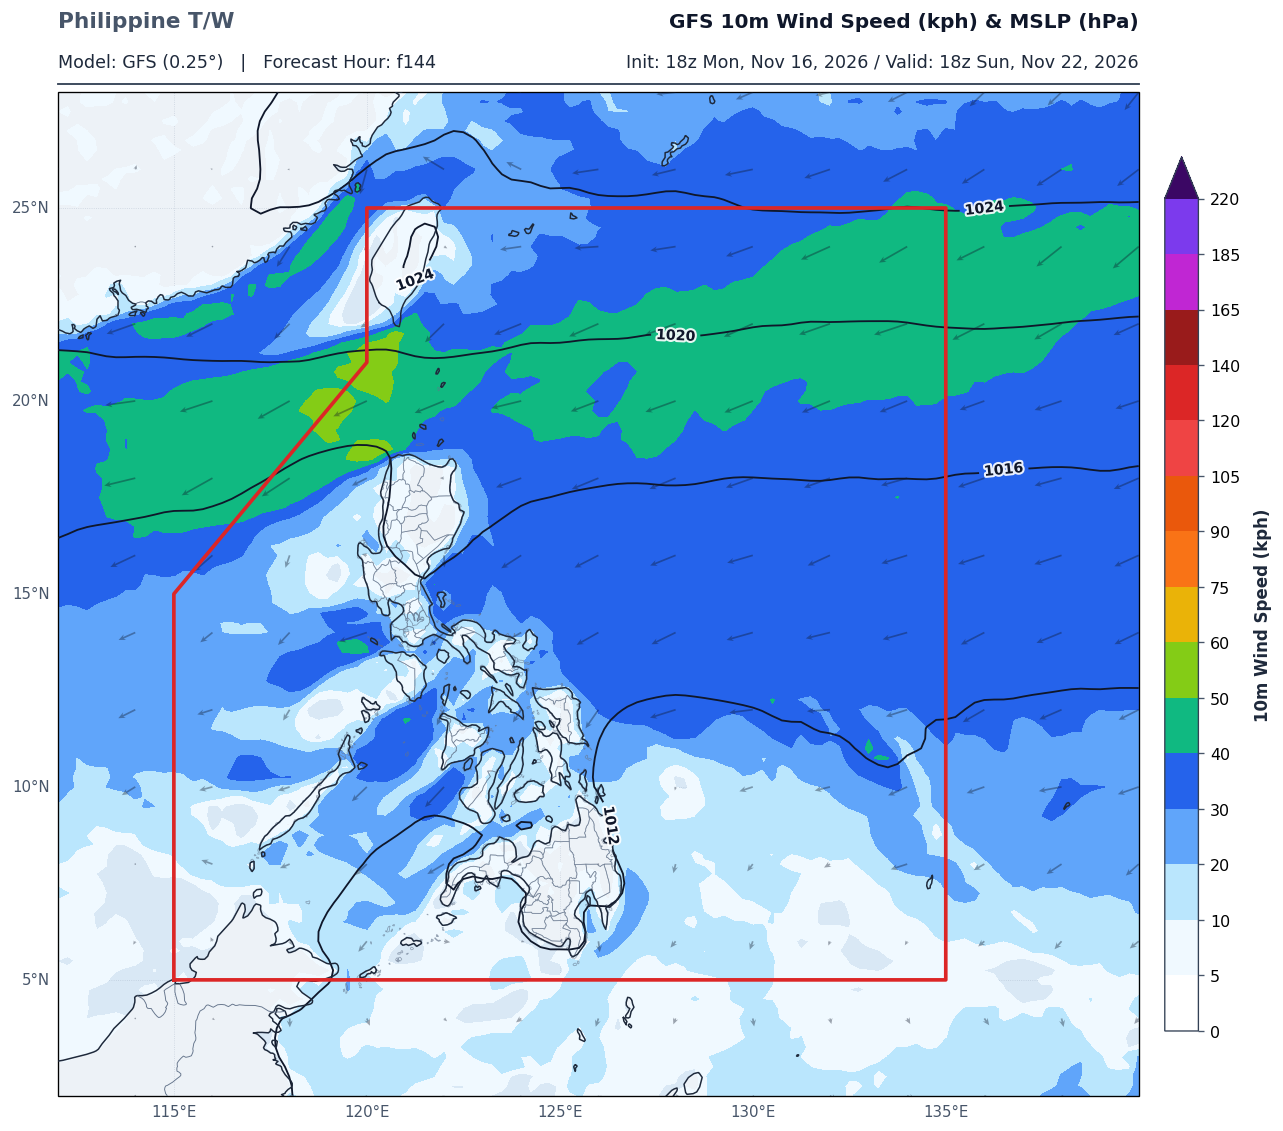 Philippine T/W
GFS 10m Wind Speed (kph) & MSLP (hPa)
Model: GFS (0.25°)   |   Forecast Hour: f144
Init: 18z Mon, Nov 16, 2026 / Valid: 18z Sun, Nov 22, 2026
25°N
20°N
15°N
10°N
5°N
115°E
120°E
125°E
130°E
135°E
1024
1024
1020
1016
1012
220
185
165
140
120
105
90
75
60
50
40
30
20
10
5
0
10m Wind Speed (kph)